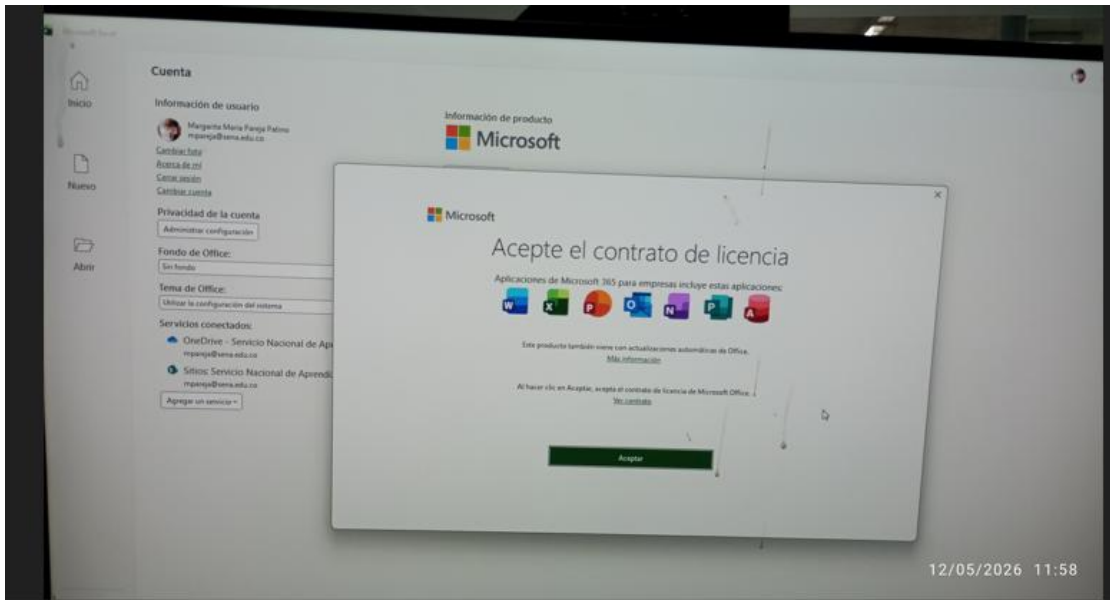 Microsoft Excel
Cuenta
Inicio
Nuevo
Abrir
Información de usuario
Margarita Maria Pareja Patino
mpareja@sena.edu.co
Cambiar foto
Acerca de mí
Cerrar sesión
Cambiar cuenta
Privacidad de la cuenta
Administrar configuración
Fondo de Office:
Sin fondo
Tema de Office:
Utilizar la configuración del sistema
Servicios conectados:
OneDrive - Servicio Nacional de
mpareja@sena.edu.co
Sitios: Servicio Nacional de
mpareja@sena.edu.co
Agregar un servicio
Información de producto
Microsoft
Microsoft
Acepte el contrato de licencia
Aplicaciones de Microsoft 365 para empresas incluye estas aplicaciones:
W X P O N P A
Este producto también viene con actualizaciones automáticas de Office.
Más información
Al hacer clic en Aceptar, acepta el contrato de licencia de Microsoft Office.
Ver contrato
Aceptar
12/05/2026 11:58